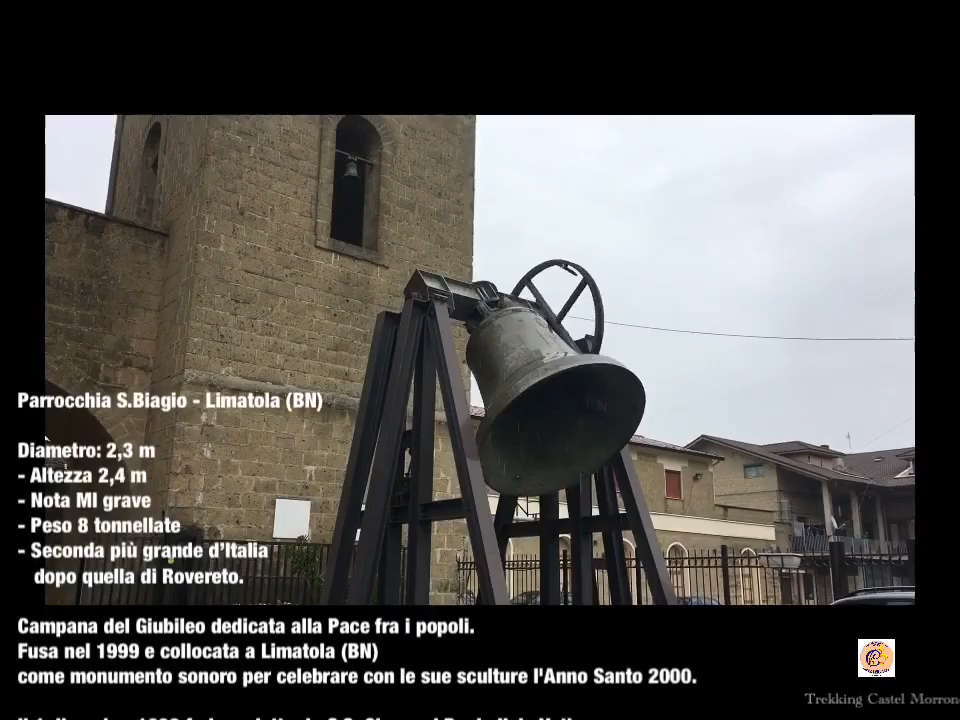 Parrocchia S.Biagio - Limatola (BN)
Diametro: 2,3 m
- Altezza 2,4 m
- Nota MI grave
- Peso 8 tonnellate
- Seconda più grande d'Italia
dopo quella di Rovereto.
Campana del Giubileo dedicata alla Pace fra i popoli.
Fusa nel 1999 e collocata a Limatola (BN)
come monumento sonoro per celebrare con le sue sculture l'Anno Santo 2000.
Trekking Castel Morron